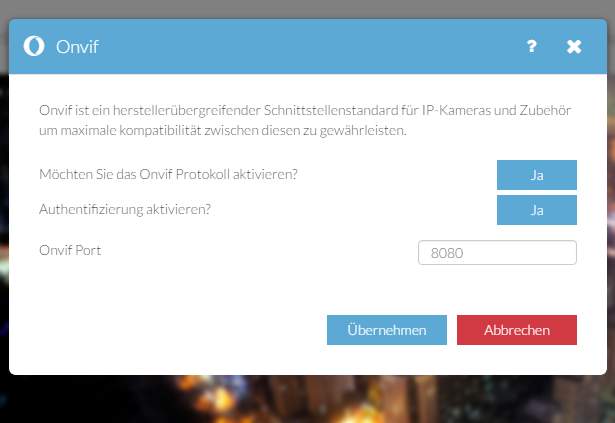 Onvif ?
Onvif ist ein herstellerübergreifender Schnittstellenstandard für IP-Kameras und Zubehör
um maximale kompatibilität zwischen diesen zu gewährleisten.
Möchten Sie das Onvif Protokoll aktivieren? Ja
Authentifizierung aktivieren? Ja
Onvif Port 8080
Übernehmen Abbrechen